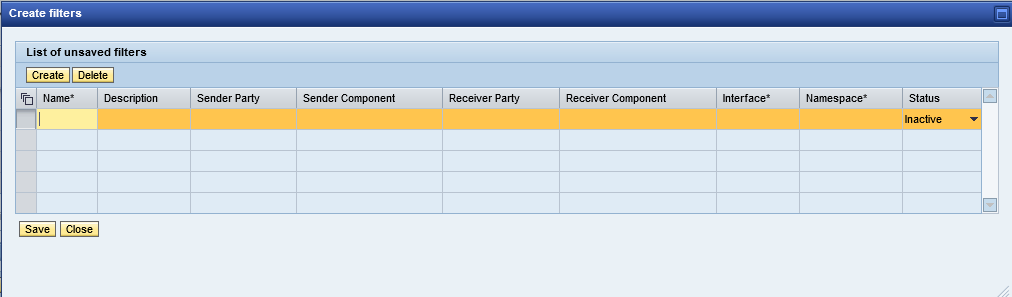 Create filters
List of unsaved filters
Create Delete
Name* Description Sender Party Sender Component Receiver Party Receiver Component Interface* Namespace* Status
Inactive
Save Close